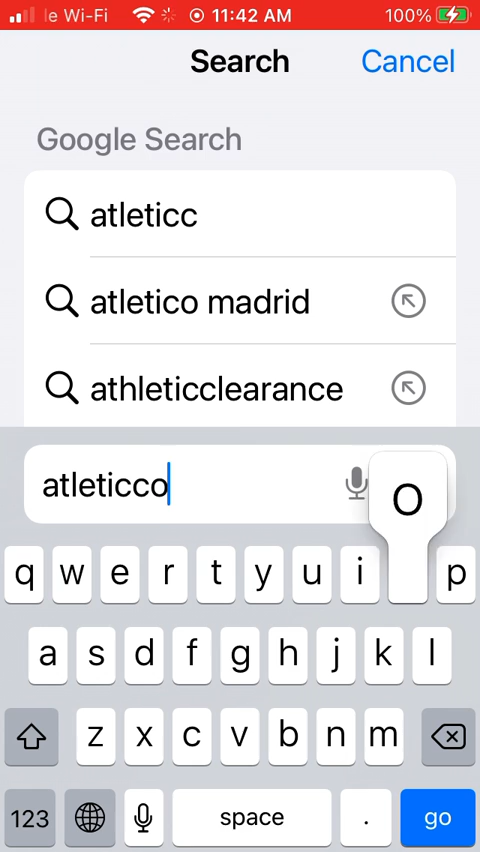 le Wi-Fi 11:42 AM 100%
Search Cancel
Google Search
atleticc
atletico madrid
athleticclearance
atleticco
o
q w e r t y u i p
a s d f g h j k l
z x c v b n m
123 space . go